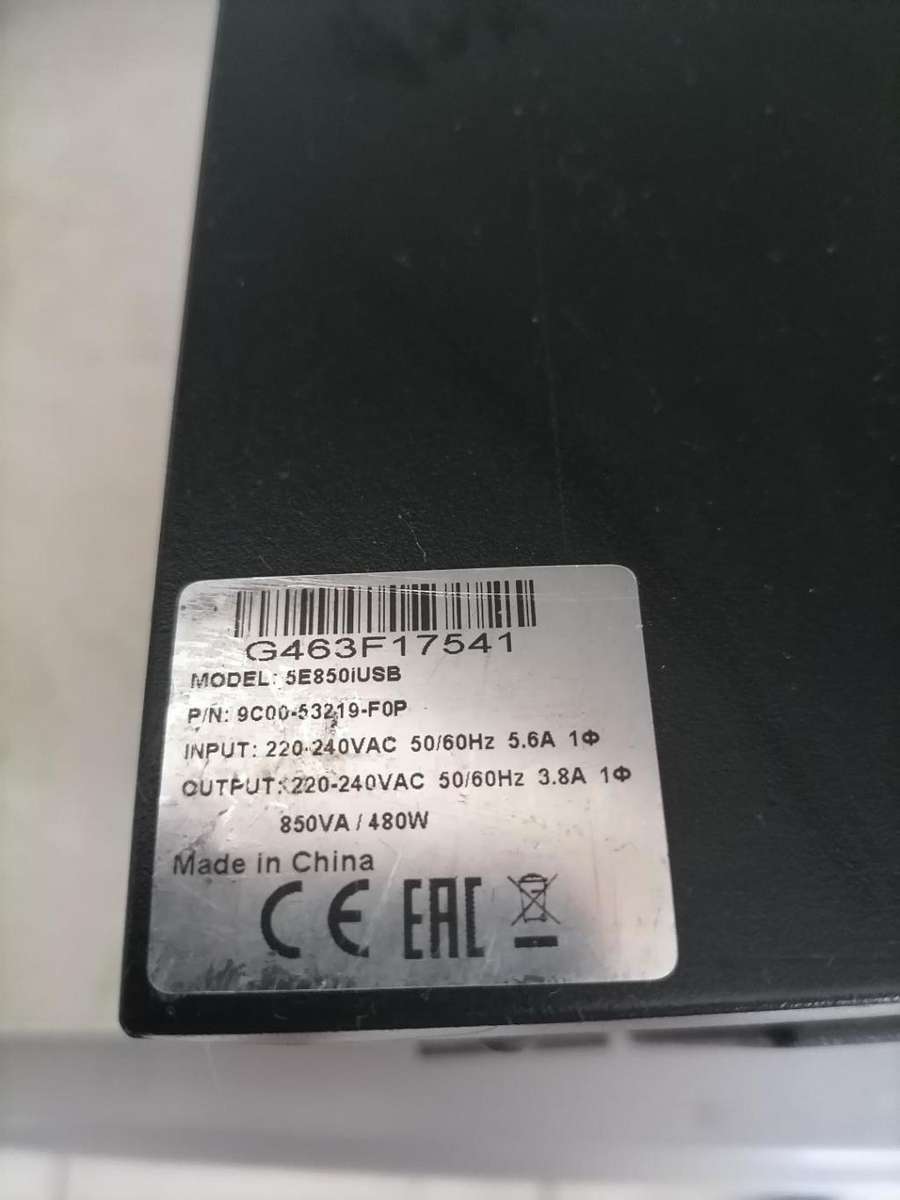 G463F17541
MODEL: 5E850iUSB
P/N: 9C00-53219-F0P
INPUT: 220-240VAC 50/60Hz 5.6A 1Φ
OUTPUT: 220-240VAC 50/60Hz 3.8A 1Φ
850VA / 480W
Made in China
CE EAC